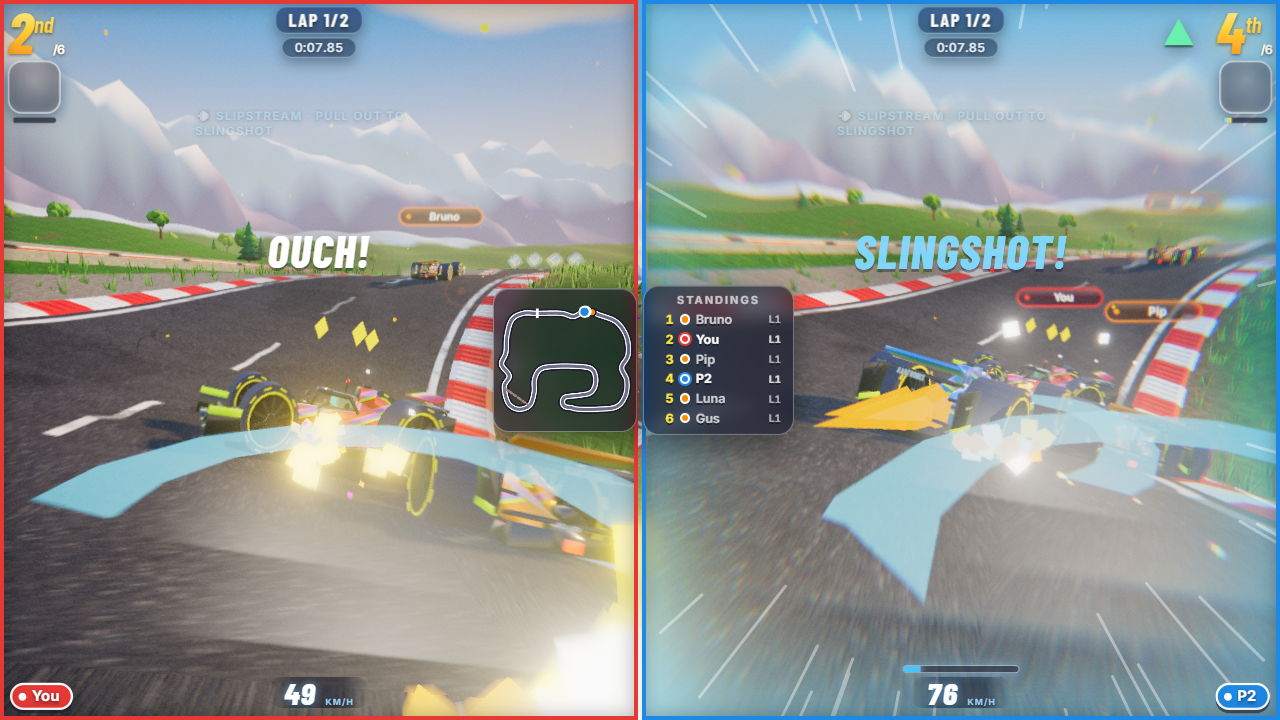 2nd /6
LAP 1/2
0:07.85
SLIPSTREAM PULL OUT TO
SLINGSHOT
Bruno
OUCH!
49 KM/H
You
LAP 1/2
0:07.85
4th /6
SLIPSTREAM PULL OUT TO
SLINGSHOT
SLINGSHOT!
You
Pip
STANDINGS
1 Bruno L1
2 You L1
3 Pip L1
4 P2 L1
5 Luna L1
6 Gus L1
76 KM/H
P2